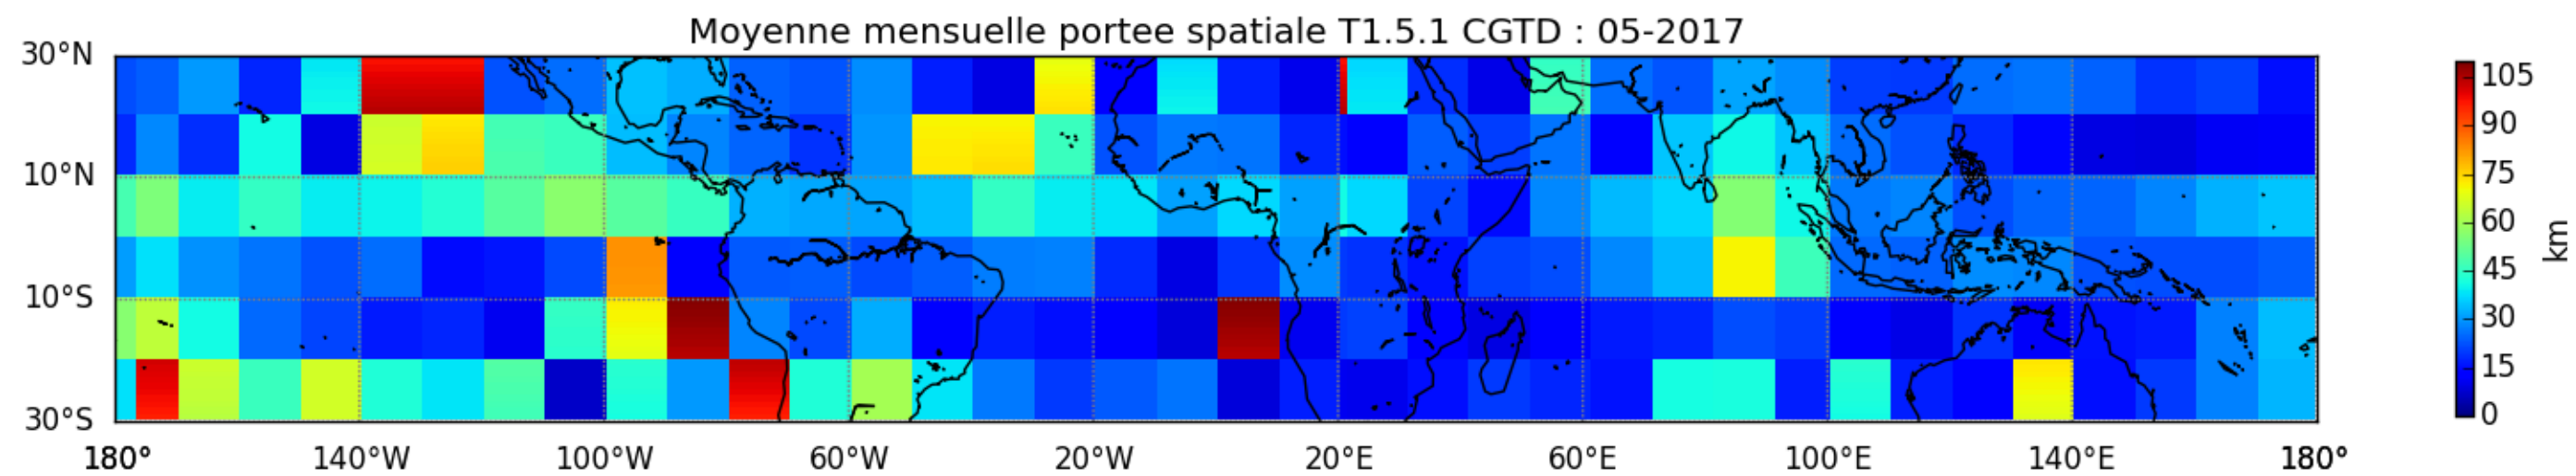 Moyenne mensuelle portee spatiale T1.5.1 CGTD : 05-2017
30°N
10°N
10°S
30°S
180° 140°W 100°W 60°W 20°W 20°E 60°E 100°E 140°E 180°
105
90
75
60
45
30
15
0
km